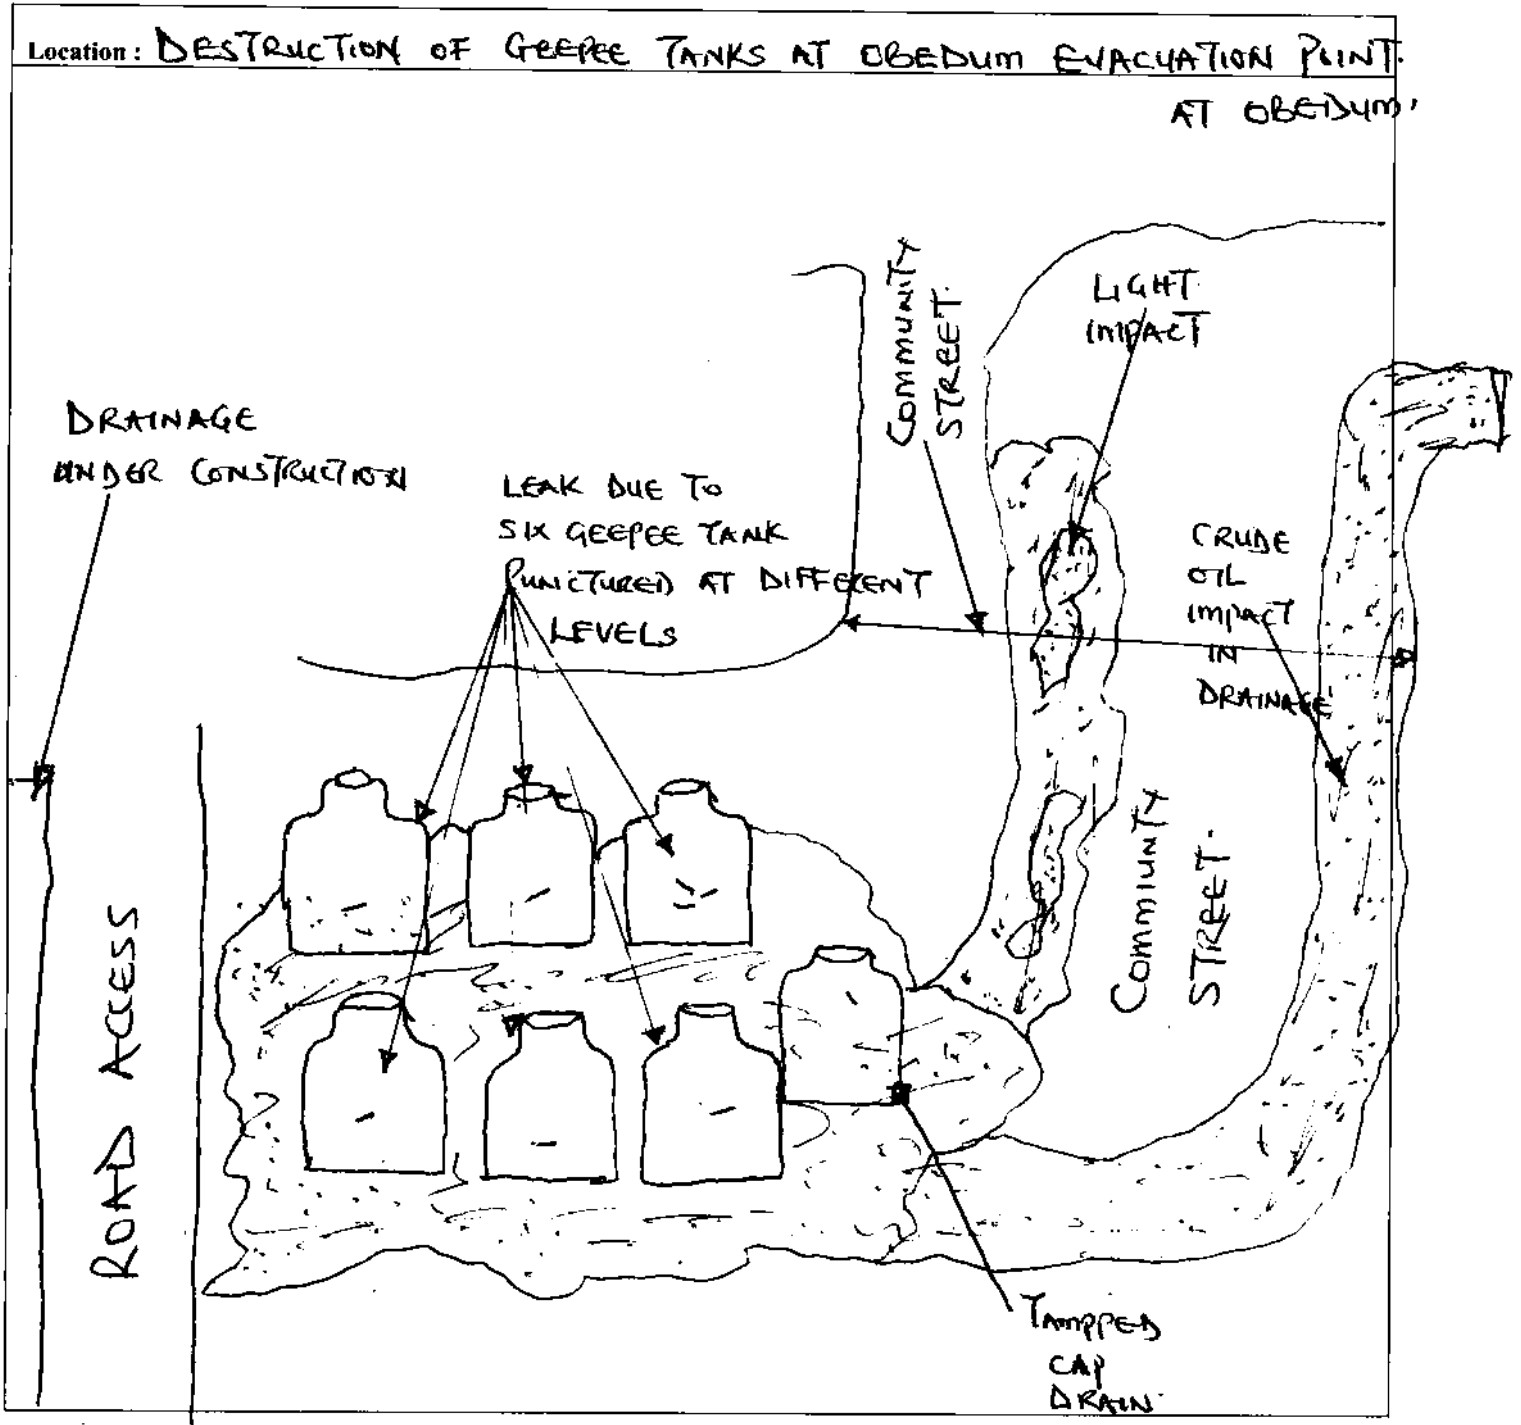 Location : DESTRUCTION OF GEEPEE TANKS AT OBEDUM EVACUATION POINT.
AT OBEDUM.
COMMUNITY
STREET.
LIGHT
IMPACT
DRAINAGE
UNDER CONSTRUCTION
LEAK DUE TO
SIX GEEPEE TANK
PUNCTURED AT DIFFERENT
LEVELS
CRUDE
OIL
IMPACT
IN
DRAINAGE
COMMUNITY
STREET.
ROAD ACCESS
TAMPPED
CAP
DRAIN